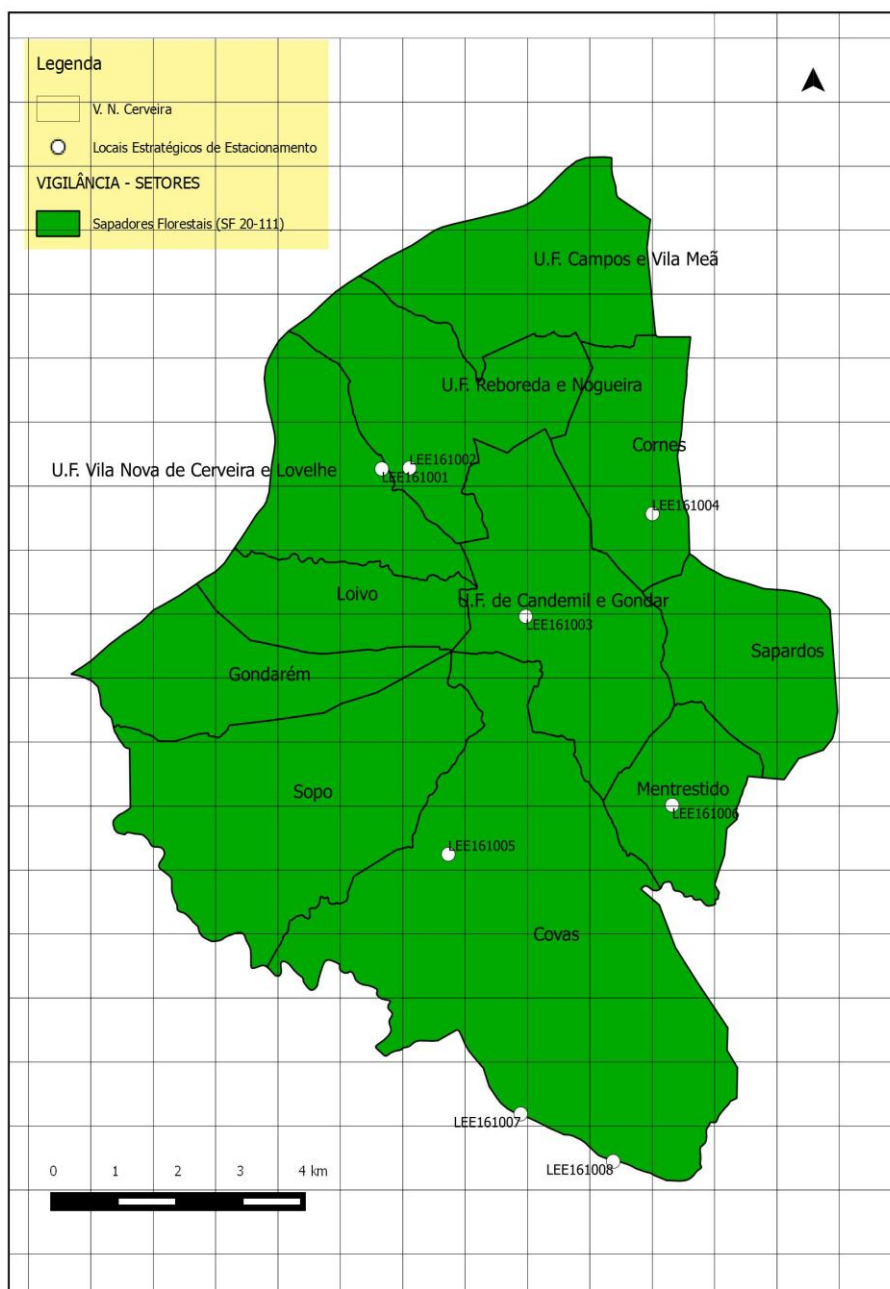 Legenda
V. N. Cerveira
Locais Estratégicos de Estacionamento
VIGILÂNCIA - SETORES
Sapadores Florestais (SF 20-111)
U.F. Campos e Vila Meã
U.F. Reboreda e Nogueira
Cornes
LEE161002
U.F. Vila Nova de Cerveira e Lovelhe
LEE161001
LEE161004
Loivo
U.F. de Candemil e Gondar
LEE161003
Sapardos
Gondarém
Mentrestido
Sopo
LEE161006
LEE161005
Covas
LEE161007
LEE161008
0 1 2 3 4 km